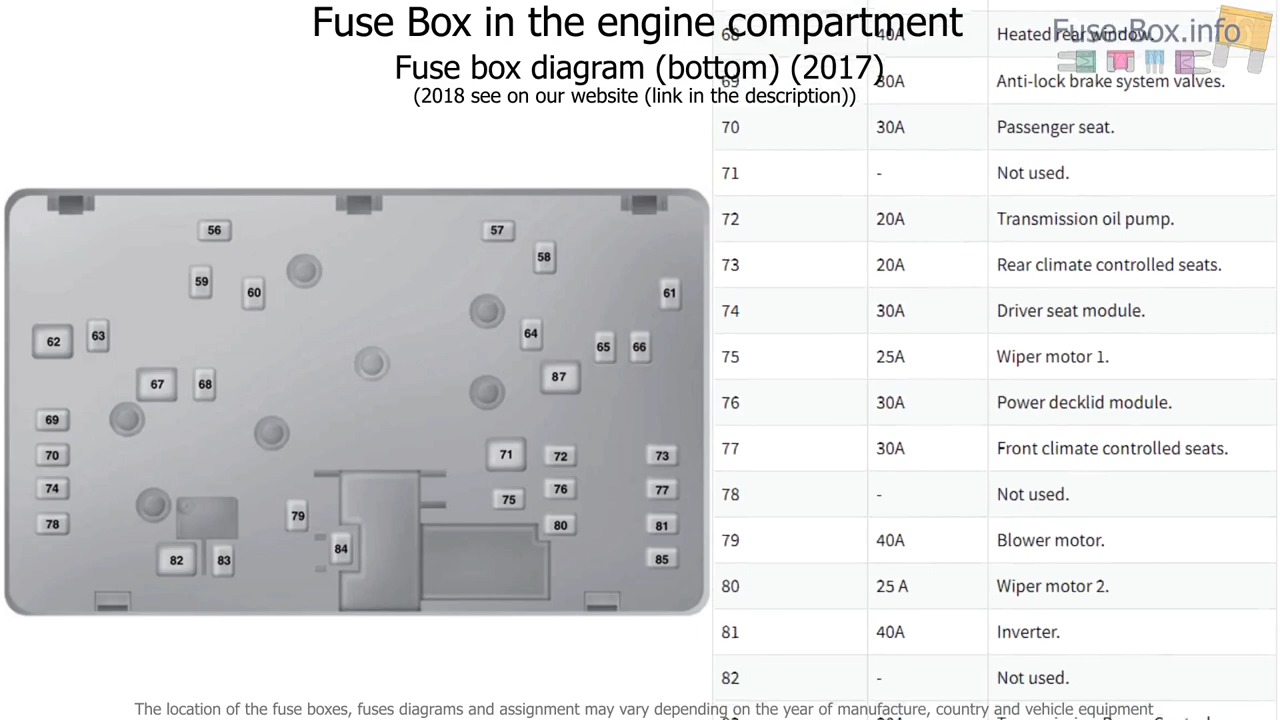 Fuse Box in the engine compartment
Fuse box diagram (bottom) (2017)
(2018 see on our website (link in the description))
Fuse-Box.info
68 40A Heated rear window.
69 30A Anti-lock brake system valves.
70 30A Passenger seat.
71 - Not used.
72 20A Transmission oil pump.
73 20A Rear climate controlled seats.
74 30A Driver seat module.
75 25A Wiper motor 1.
76 30A Power decklid module.
77 30A Front climate controlled seats.
78 - Not used.
79 40A Blower motor.
80 25 A Wiper motor 2.
81 40A Inverter.
82 - Not used.
56 57
58
59 60 61
62 63 64 65 66
67 68 87
69
70 71 72 73
74 75 76 77
78 79 80 81
82 83 84 85
The location of the fuse boxes, fuses diagrams and assignment may vary depending on the year of manufacture, country and vehicle equipment